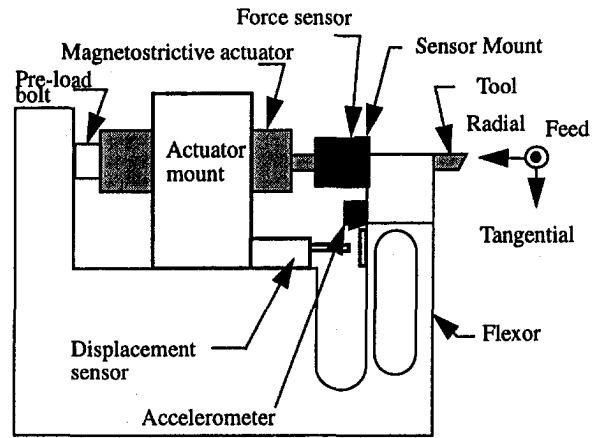 Force sensor
Magnetostrictive actuator
Sensor Mount
Pre-load
bolt
Tool
Radial
Feed
Actuator
mount
Tangential
Displacement
sensor
Flexor
Accelerometer